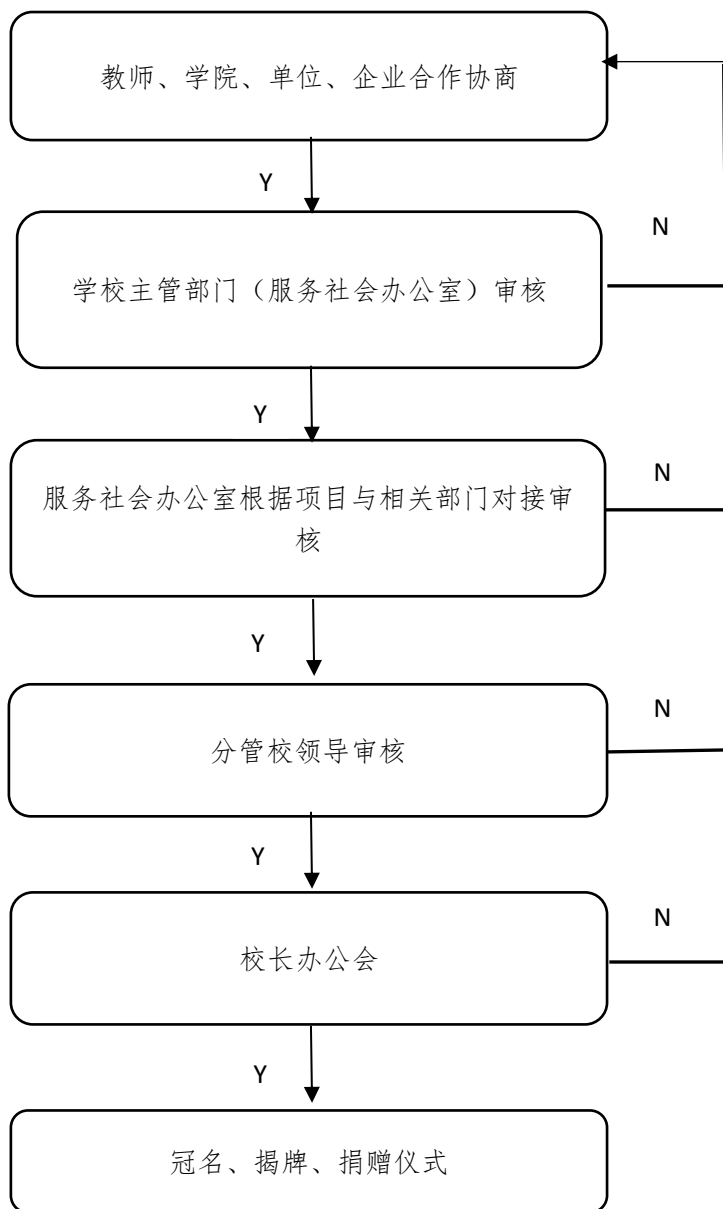 教师、学院、单位、企业合作协商
Y
N
学校主管部门（服务社会办公室）审核
Y
N
服务社会办公室根据项目与相关部门对接审
核
Y
N
分管校领导审核
Y
N
校长办公会
Y
冠名、揭牌、捐赠仪式